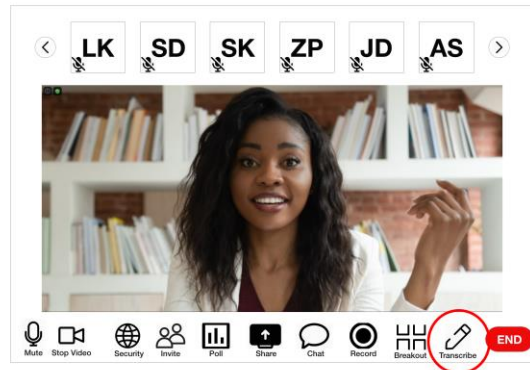 LK SD SK ZP JD AS
Mute Stop Video Security Invite Poll Share Chat Record Breakout Transcribe END